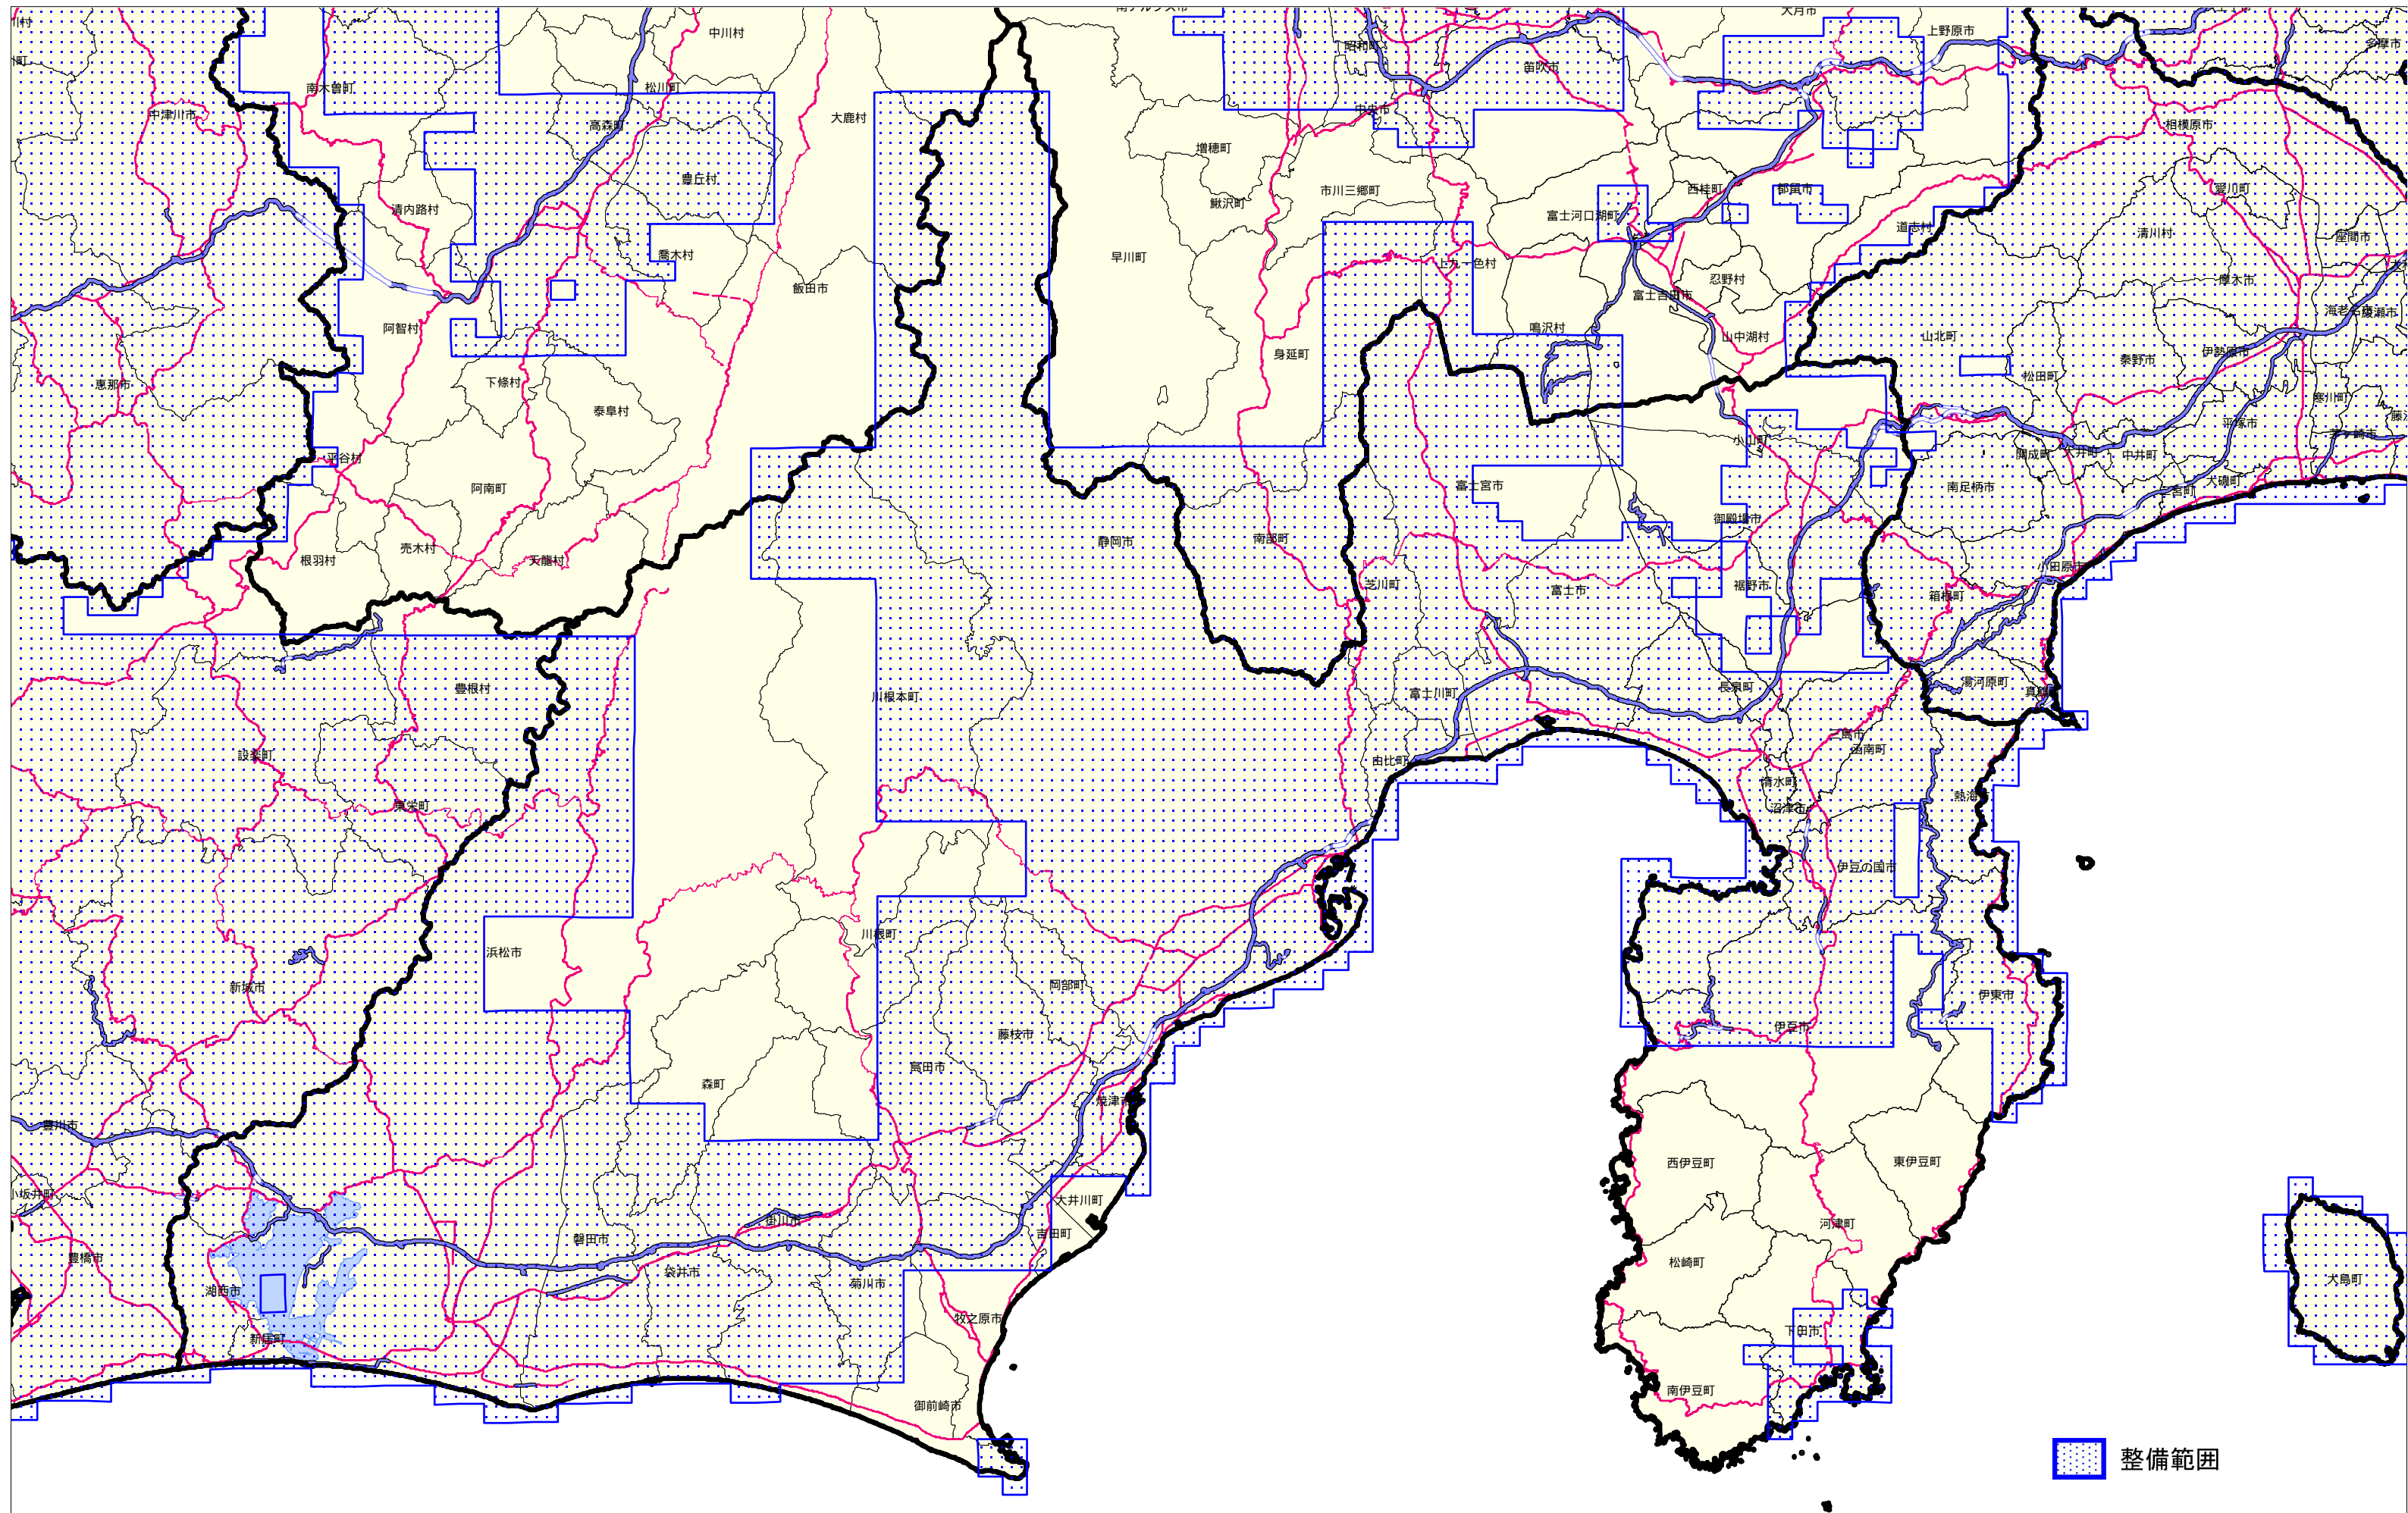 大月市
上野原市
中川村
昭和町
多摩市
笛吹市
南木曽町
松川町
中央市
中津川市
大鹿村
高森町
相模原市
増穂町
豊丘村
市川三郷町
西桂町
都留市
愛川町
鰍沢町
清内路村
富士河口湖町
道志村
清川村
座間市
喬木村
早川町
上九一色村
忍野村
厚木市
飯田市
富士吉田市
海老名市
綾瀬市
阿智村
鳴沢村
山中湖村
山北町
身延町
伊勢原市
秦野市
恵那市
下條村
松田町
泰阜村
寒川町
平塚市
茅ヶ崎市
小山町
開成町
大井町
中井町
平谷村
阿南町
富士宮市
南足柄市
大磯町
二宮町
御殿場市
静岡市
南部町
根羽村
売木村
天龍村
小田原市
芝川町
富士市
裾野市
箱根町
豊根村
長泉町
湯河原町
川根本町
富士川町
三島市
函南町
設楽町
由比町
清水町
熱海市
東栄町
沼津市
伊豆の国市
川根町
浜松市
新城市
岡部町
伊東市
藤枝市
伊豆市
島田市
森町
焼津市
豊川市
西伊豆町
東伊豆町
小坂井町
大井川町
掛川市
吉田町
河津町
磐田市
豊橋市
袋井市
松崎町
大島町
菊川市
湖西市
牧之原市
下田市
新居町
南伊豆町
御前崎市
整備範囲